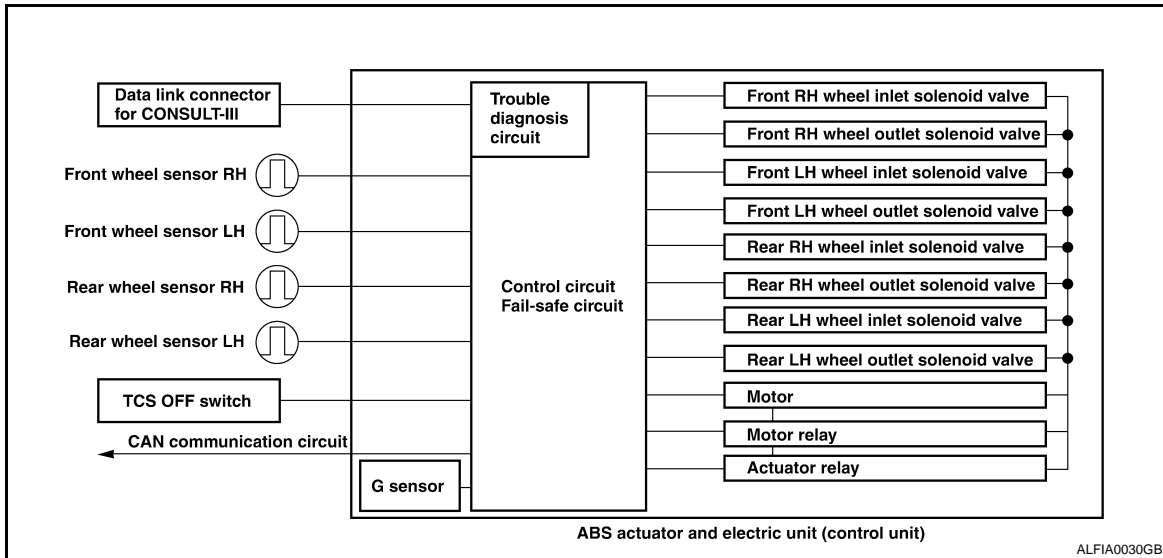 Data link connector
for CONSULT-III
Front wheel sensor RH
Front wheel sensor LH
Rear wheel sensor RH
Rear wheel sensor LH
TCS OFF switch
CAN communication circuit
G sensor
Trouble
diagnosis
circuit
Control circuit
Fail-safe circuit
Front RH wheel inlet solenoid valve
Front RH wheel outlet solenoid valve
Front LH wheel inlet solenoid valve
Front LH wheel outlet solenoid valve
Rear RH wheel inlet solenoid valve
Rear RH wheel outlet solenoid valve
Rear LH wheel inlet solenoid valve
Rear LH wheel outlet solenoid valve
Motor
Motor relay
Actuator relay
ABS actuator and electric unit (control unit)
ALFIA0030GB